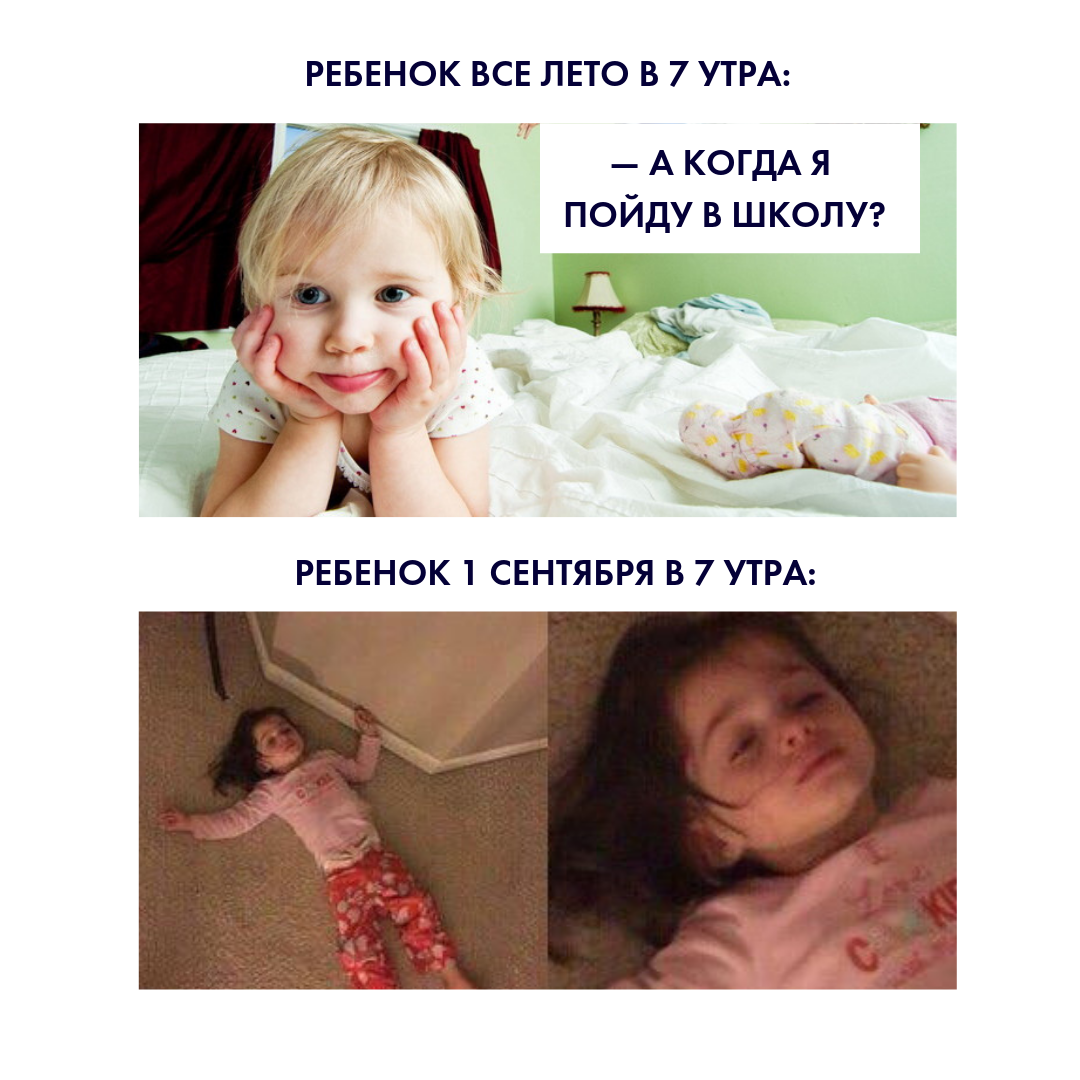 РЕБЕНОК ВСЕ ЛЕТО В 7 УТРА:
— А КОГДА Я
ПОЙДУ В ШКОЛУ?
РЕБЕНОК 1 СЕНТЯБРЯ В 7 УТРА: